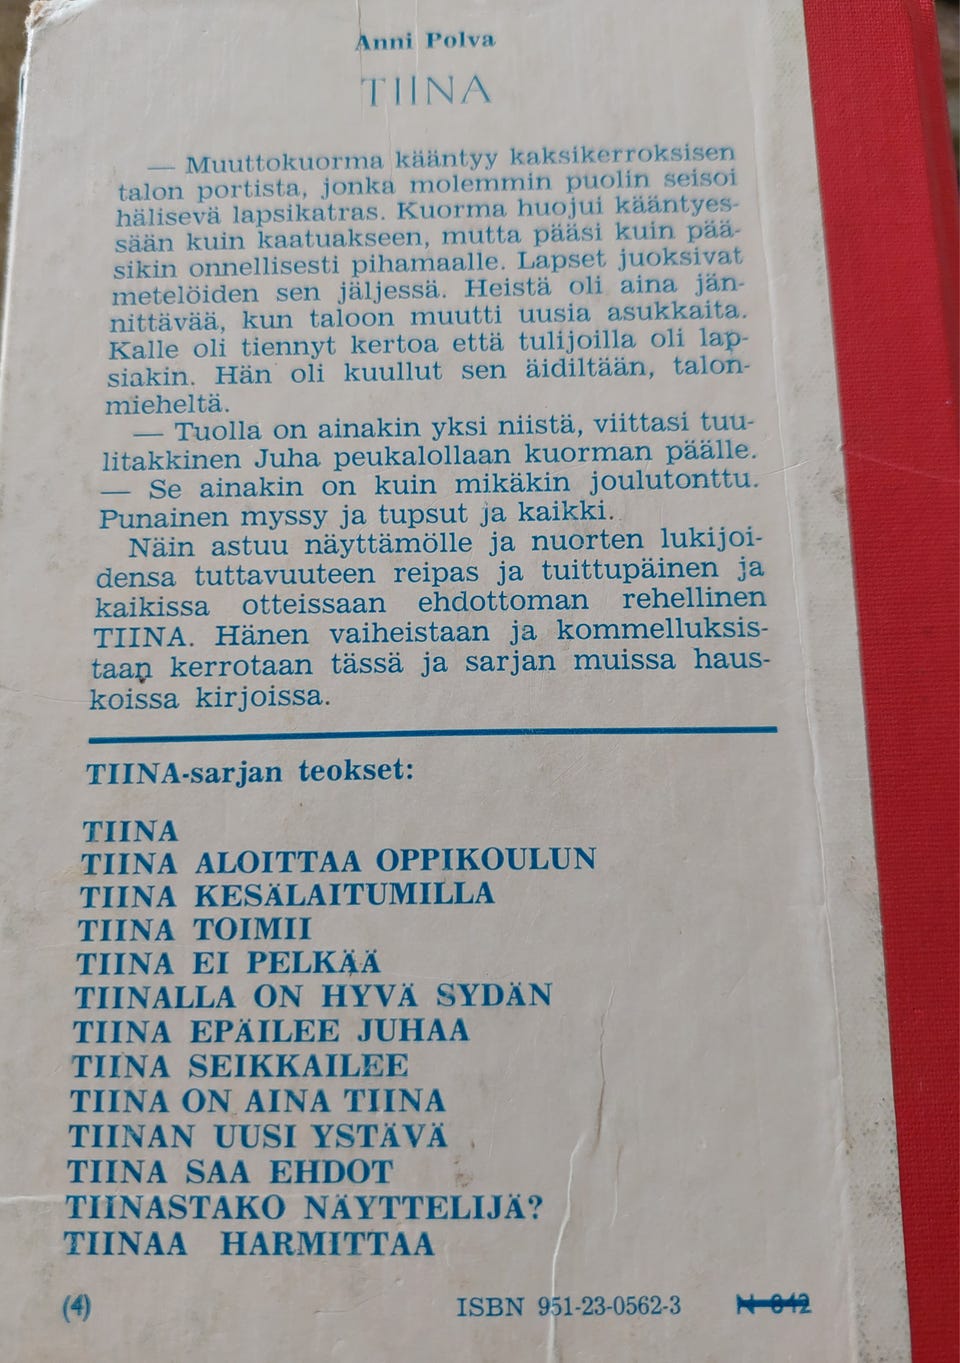 Anni Polva
TIINA
— Muuttokuorma kääntyy kaksikerroksisen
talon portista, jonka molemmin puolin seisoi
hälisevä lapsikatras. Kuorma huojui kääntyes-
sään kuin kaatuakseen, mutta pääsi kuin pää-
sikin onnellisesti pihamaalle. Lapset juoksivat
metelöiden sen jäljessä. Heistä oli aina jän-
nittävää, kun taloon muutti uusia asukkaita.
Kalle oli tiennyt kertoa että tulijoilla oli lap-
siakin. Hän oli kuullut sen äidiltään, talon-
mieheltä.
— Tuolla on ainakin yksi niistä, viittasi tuu-
litakkinen Juha peukalollaan kuorman päälle.
— Se ainakin on kuin mikäkin joulutonttu.
Punainen myssy ja tupsut ja kaikki.
Näin astuu näyttämölle ja nuorten lukijoi-
densa tuttavuuteen reipas ja tuittupäinen ja
kaikissa otteissaan ehdottoman rehellinen
TIINA. Hänen vaiheistaan ja kommelluksis-
taan kerrotaan tässä ja sarjan muissa haus-
koissa kirjoissa.
TIINA-sarjan teokset:
TIINA
TIINA ALOITTAA OPPIKOULUN
TIINA KESÄLAITUMILLA
TIINA TOIMII
TIINA EI PELKÄÄ
TIINALLA ON HYVÄ SYDÄN
TIINA EPÄILEE JUHAA
TIINA SEIKKAILEE
TIINA ON AINA TIINA
TIINAN UUSI YSTÄVÄ
TIINA SAA EHDOT
TIINASTAKO NÄYTTELIJÄ?
TIINAA HARMITTAA
(4) ISBN 951-23-0562-3 N 842